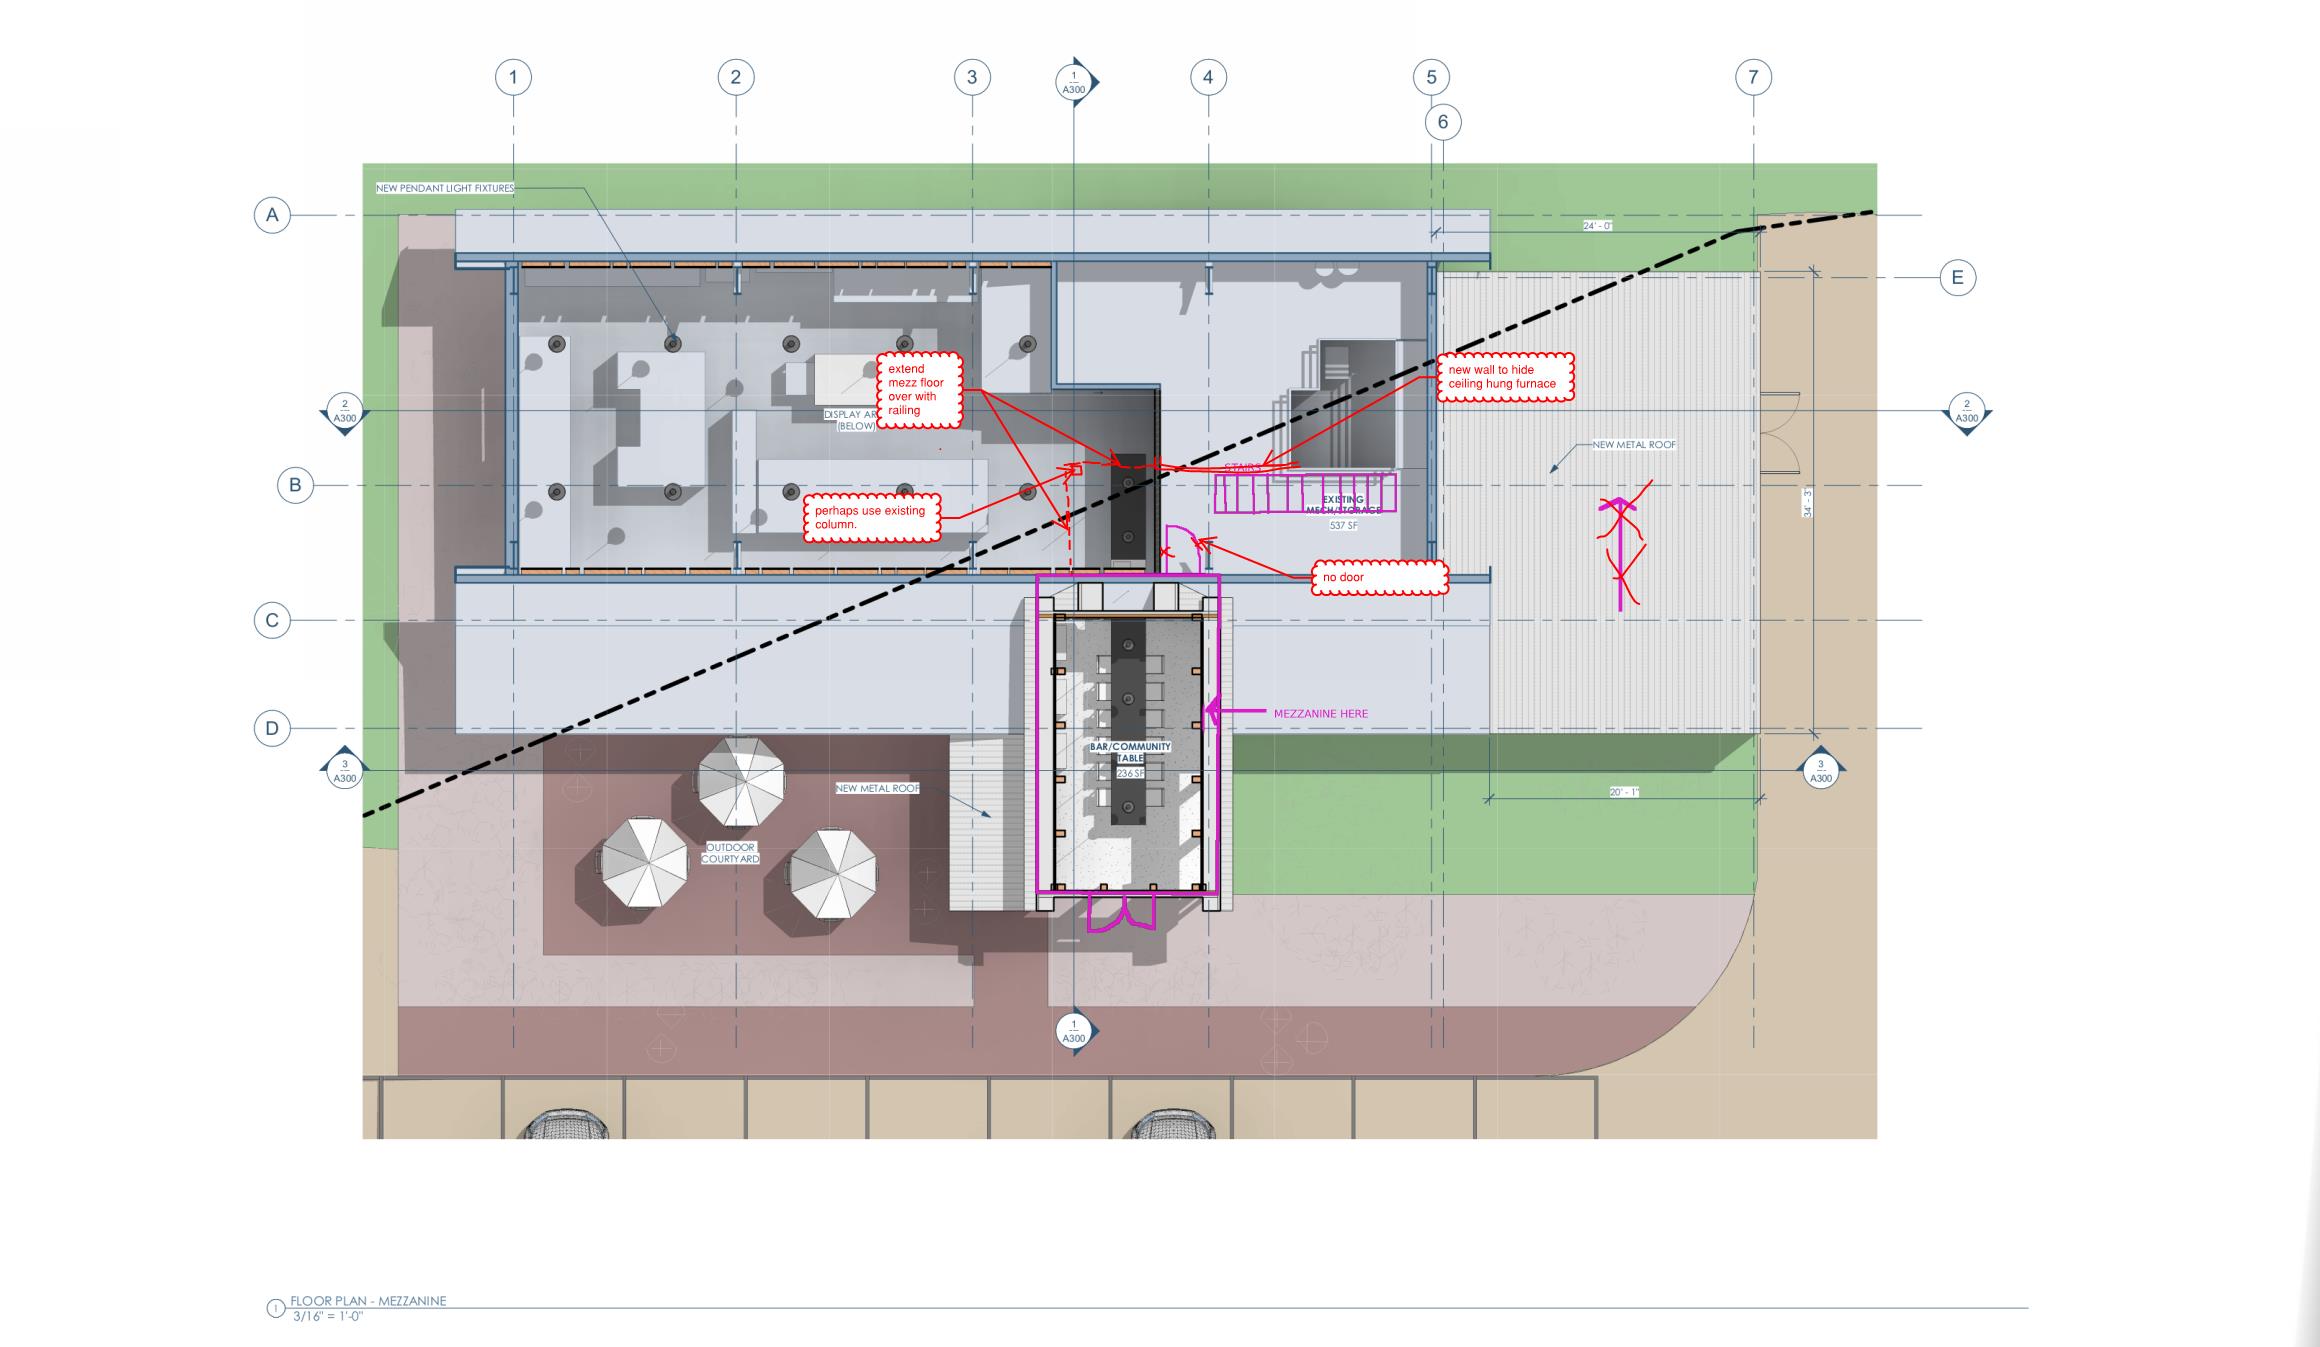 1
2
3
1
--
A300
4
5
6
7
NEW PENDANT LIGHT FIXTURES
A
24' - 0"
E
extend
mezz floor
over with
railing
new wall to hide
ceiling hung furnace
2
--
A300
DISPLAY AR
(BELOW)
2
--
A300
NEW METAL ROOF
STAIRS
B
perhaps use existing
column.
EXISTING
MECH/STORAGE
537 SF
34' - 3"
no door
C
D
MEZZANINE HERE
BAR/COMMUNITY
TABLE
236 SF
3
--
A300
3
--
A300
NEW METAL ROOF
20' - 1"
OUTDOOR
COURTYARD
1
--
A300
1
FLOOR PLAN - MEZZANINE
3/16" = 1'-0"